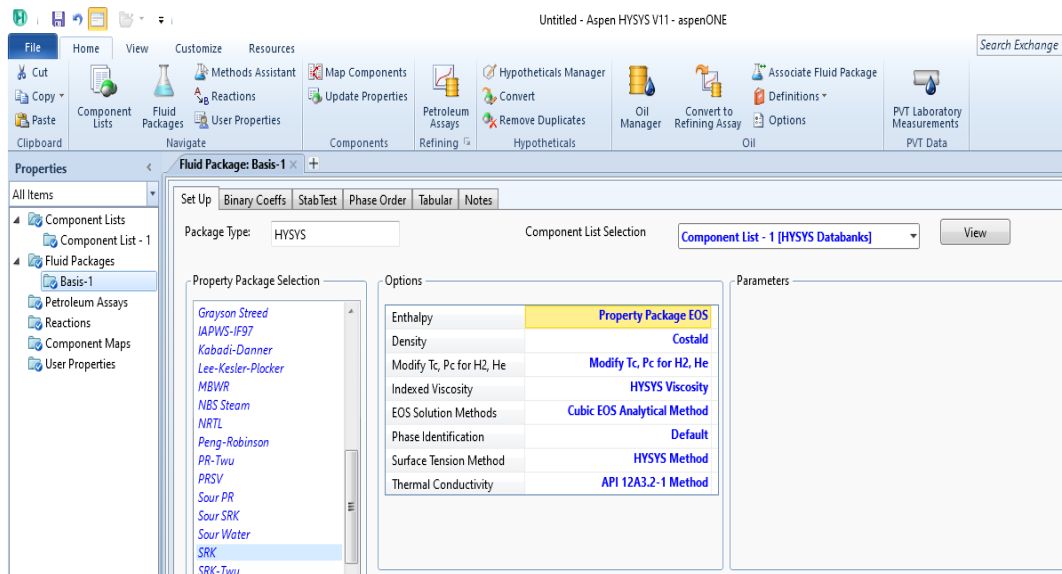 Untitled - Aspen HYSYS V11 - aspenONE
File Home View Customize Resources Search Exchange
Cut
Copy
Paste
Clipboard
Component Lists
Fluid Packages
Methods Assistant
Reactions
User Properties
Navigate
Map Components
Update Properties
Components
Petroleum Assays
Refining
Hypotheticals Manager
Convert
Remove Duplicates
Hypotheticals
Oil Manager
Convert to Refining Assay
Associate Fluid Package
Definitions
Options
Oil
PVT Laboratory Measurements
PVT Data
Properties
All Items
Component Lists
Component List - 1
Fluid Packages
Basis-1
Petroleum Assays
Reactions
Component Maps
User Properties
Fluid Package: Basis-1
Set Up Binary Coeffs StabTest Phase Order Tabular Notes
Package Type: HYSYS Component List Selection Component List - 1 [HYSYS Databanks] View
Property Package Selection
Grayson Streed
IAPWS-IF97
Kabadi-Danner
Lee-Kesler-Plocker
MBWR
NBS Steam
NRTL
Peng-Robinson
PR-Twu
PRSV
Sour PR
Sour SRK
Sour Water
SRK
SRK-Twu
Options
Enthalpy Property Package EOS
Density Costald
Modify Tc, Pc for H2, He Modify Tc, Pc for H2, He
Indexed Viscosity HYSYS Viscosity
EOS Solution Methods Cubic EOS Analytical Method
Phase Identification Default
Surface Tension Method HYSYS Method
Thermal Conductivity API 12A3.2-1 Method
Parameters